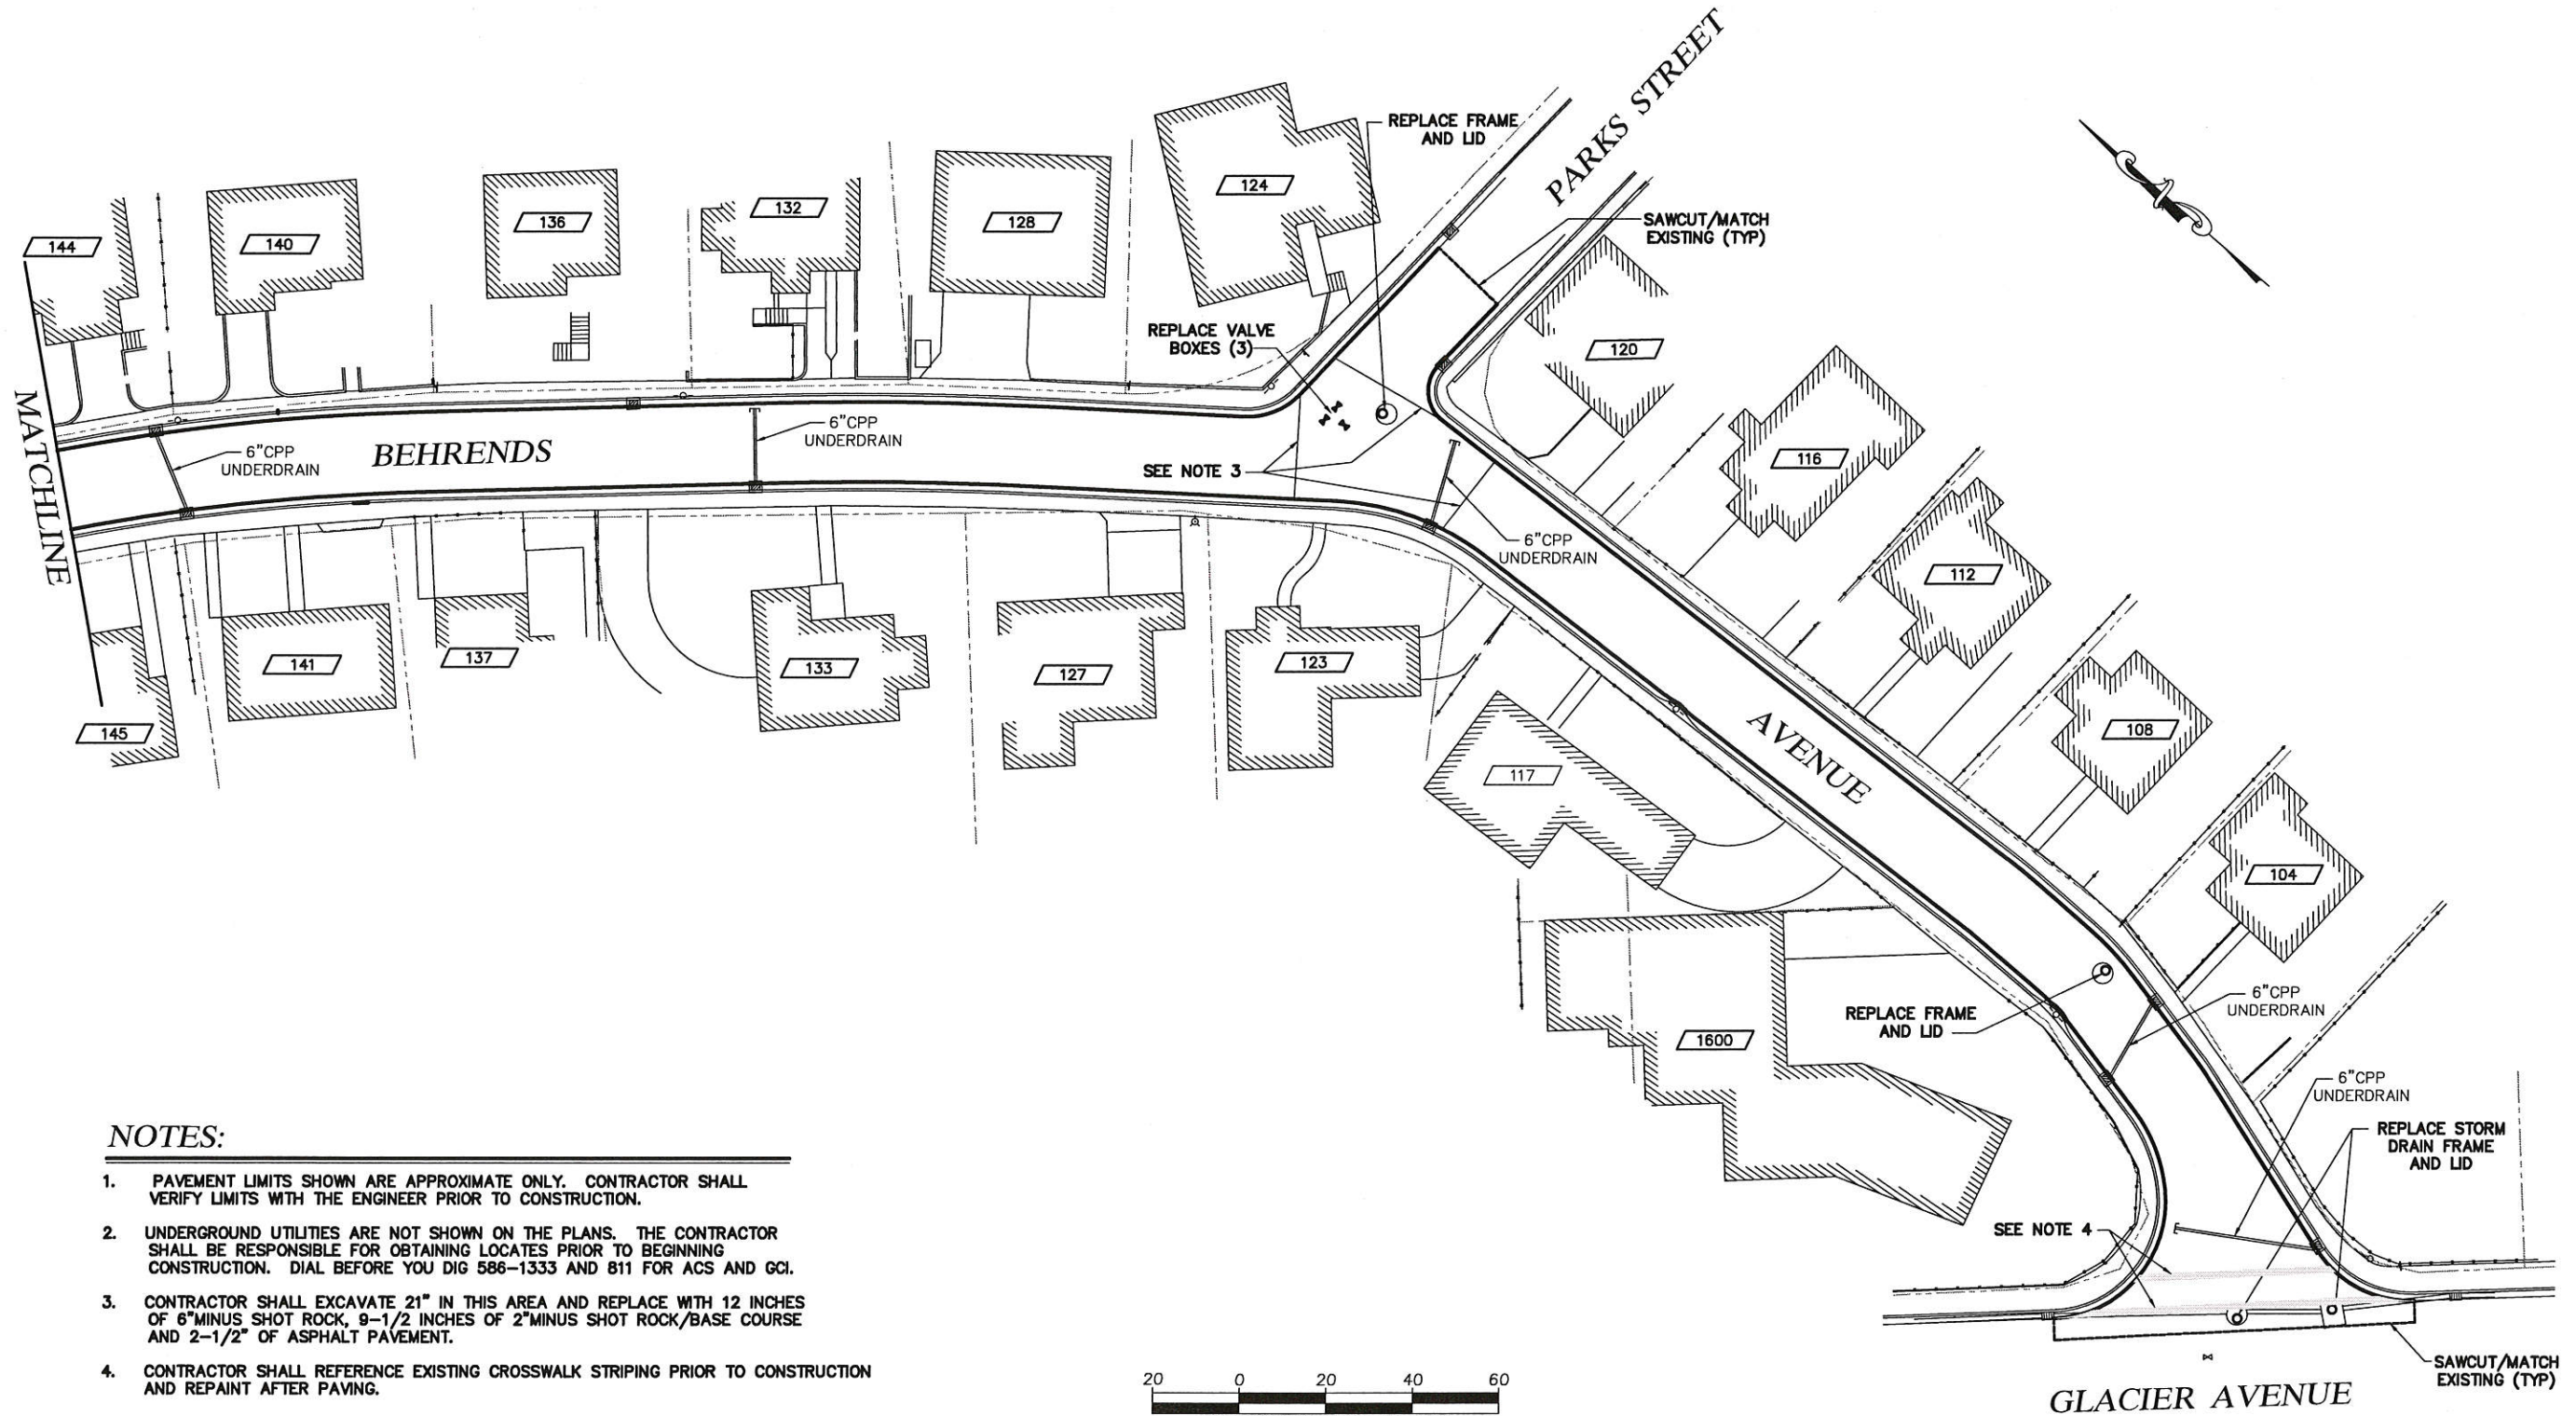 PARKS STREET
REPLACE FRAME
AND LID
124
132
128
136
140
144
SAWCUT/MATCH
EXISTING (TYP)
REPLACE VALVE
BOXES (3)
120
MATCHLINE
6"CPP
UNDERDRAIN
BEHRENDS
6"CPP
UNDERDRAIN
SEE NOTE 3
116
6"CPP
UNDERDRAIN
112
141
137
133
127
123
145
117
AVENUE
108
104
REPLACE FRAME
AND LID
6"CPP
UNDERDRAIN
1600
6"CPP
UNDERDRAIN
REPLACE STORM
DRAIN FRAME
AND LID
SEE NOTE 4
SAWCUT/MATCH
EXISTING (TYP)
GLACIER AVENUE
NOTES:
1. PAVEMENT LIMITS SHOWN ARE APPROXIMATE ONLY. CONTRACTOR SHALL
VERIFY LIMITS WITH THE ENGINEER PRIOR TO CONSTRUCTION.
2. UNDERGROUND UTILITIES ARE NOT SHOWN ON THE PLANS. THE CONTRACTOR
SHALL BE RESPONSIBLE FOR OBTAINING LOCATES PRIOR TO BEGINNING
CONSTRUCTION. DIAL BEFORE YOU DIG 586-1333 AND 811 FOR ACS AND GCI.
3. CONTRACTOR SHALL EXCAVATE 21" IN THIS AREA AND REPLACE WITH 12 INCHES
OF 6"MINUS SHOT ROCK, 9-1/2 INCHES OF 2"MINUS SHOT ROCK/BASE COURSE
AND 2-1/2" OF ASPHALT PAVEMENT.
4. CONTRACTOR SHALL REFERENCE EXISTING CROSSWALK STRIPING PRIOR TO CONSTRUCTION
AND REPAINT AFTER PAVING.
20 0 20 40 60